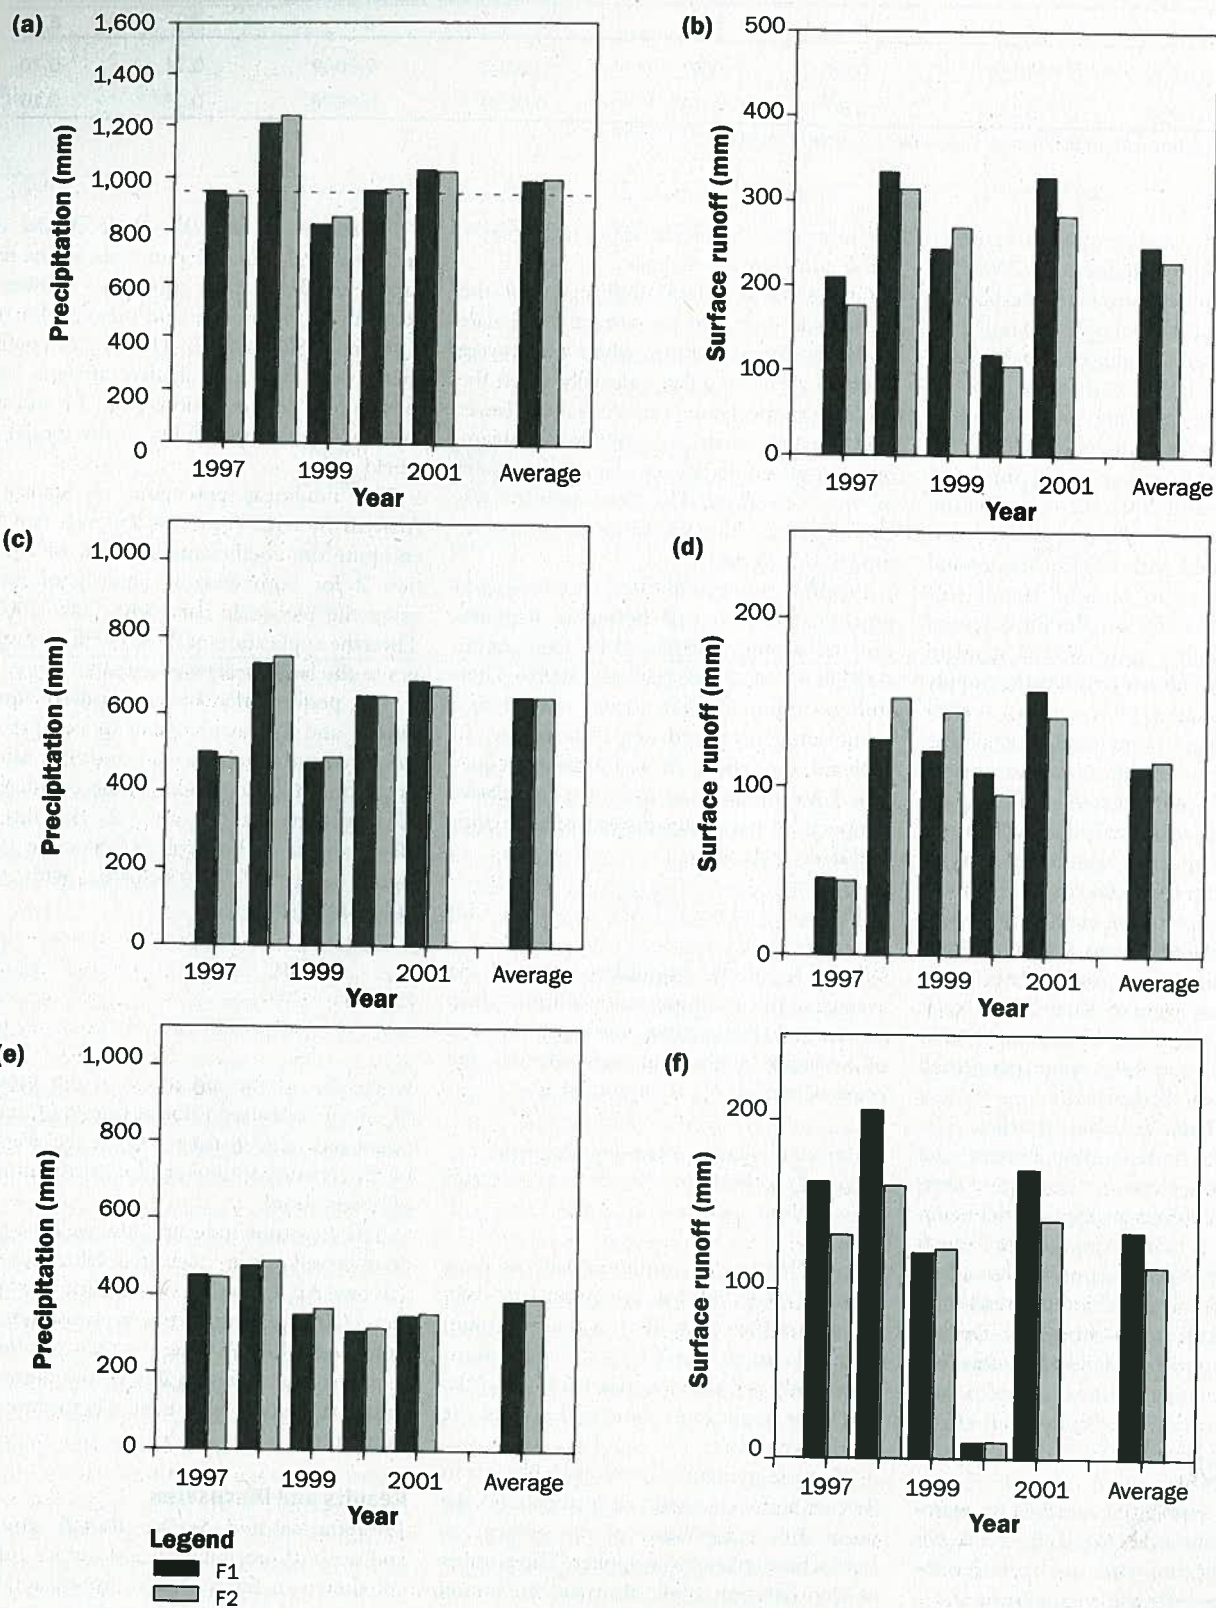 (a)
1,600
1,400
1,200
1,000
800
600
400
200
0
Precipitation (mm)
1997 1999 2001 Average
Year
(b)
500
400
300
200
100
0
Surface runoff (mm)
1997 1999 2001 Average
Year
(c)
1,000
800
600
400
200
0
Precipitation (mm)
1997 1999 2001 Average
Year
(d)
200
100
0
Surface runoff (mm)
1997 1999 2001 Average
Year
(e)
1,000
800
600
400
200
0
Precipitation (mm)
1997 1999 2001 Average
Year
(f)
200
100
0
Surface runoff (mm)
1997 1999 2001 Average
Year
Legend
F1
F2